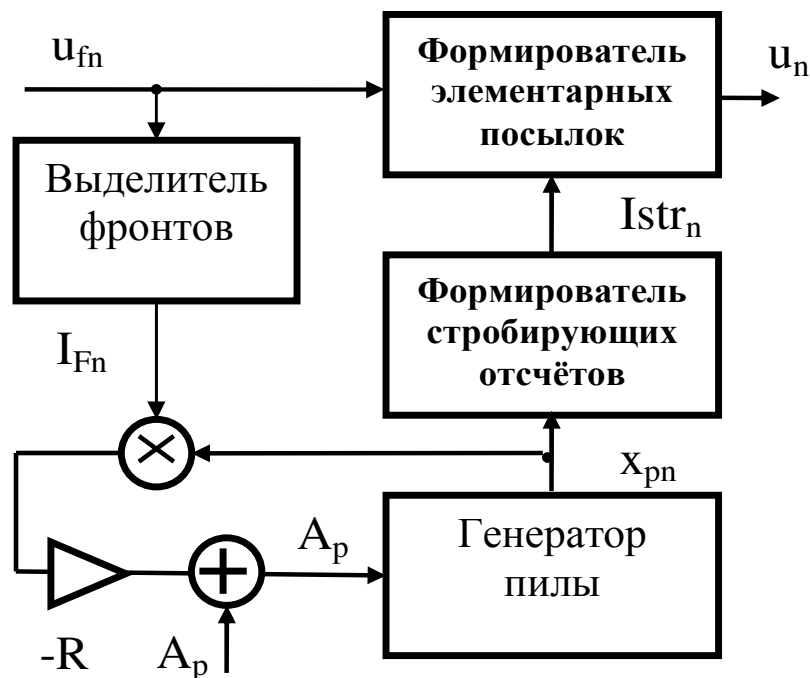 u_fn
Формирователь
элементарных
посылок
u_n
Выделитель
фронтов
Istr_n
I_Fn
Формирователь
стробирующих
отсчётов
x_pn
A_p
Генератор
пилы
-R
A_p